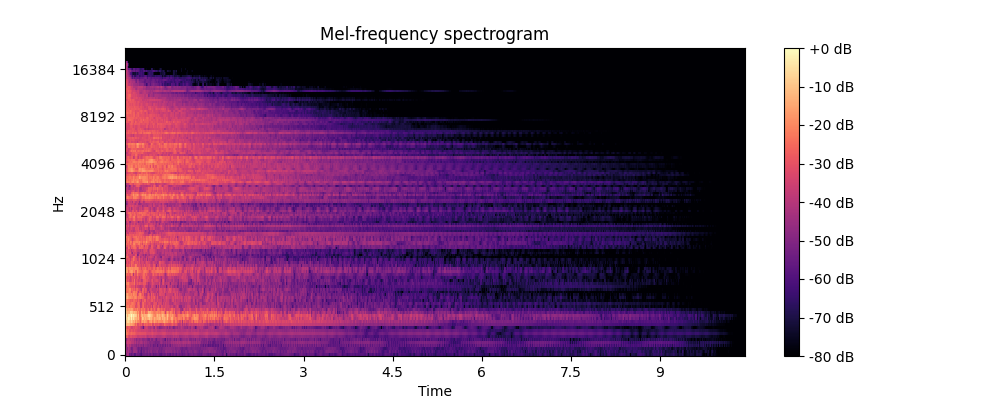 Mel-frequency spectrogram
Hz
16384
8192
4096
2048
1024
512
0
0 1.5 3 4.5 6 7.5 9
Time
+0 dB
-10 dB
-20 dB
-30 dB
-40 dB
-50 dB
-60 dB
-70 dB
-80 dB